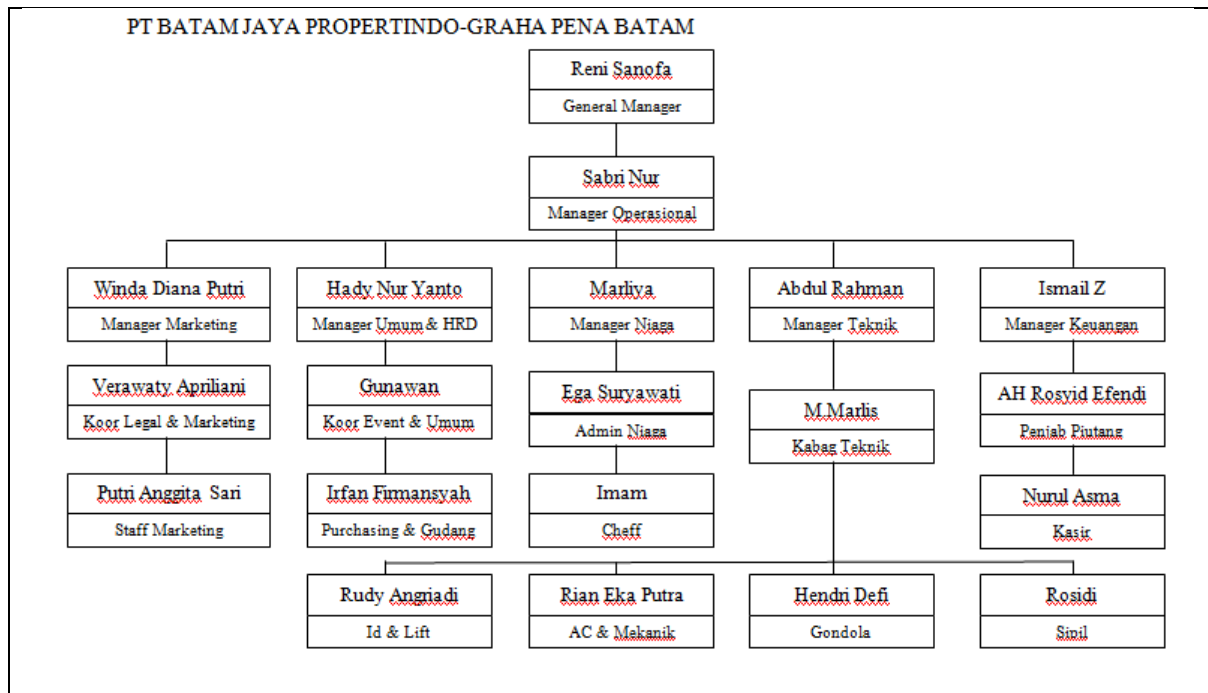 PT BATAM JAYA PROPERTINDO-GRAHA PENA BATAM
Reni Sanofa
General Manager
Sabri Nur
Manager Operasional
Winda Diana Putri
Manager Marketing
Hady Nur Yanto
Manager Umum & HRD
Marliya
Manager Niaga
Abdul Rahman
Manager Teknik
Ismail Z
Manager Keuangan
Verawaty Apriliani
Koor Legal & Marketing
Gunawan
Koor Event & Umum
Ega Suryawati
Admin Niaga
M.Marlis
Kabag Teknik
AH Rosyid Efendi
Penjab Piutang
Putri Anggita Sari
Staff Marketing
Irfan Firmansyah
Purchasing & Gudang
Imam
Cheff
Nurul Asma
Kasir
Rudy Angriadi
Id & Lift
Rian Eka Putra
AC & Mekanik
Hendri Defi
Gondola
Rosidi
Sipil